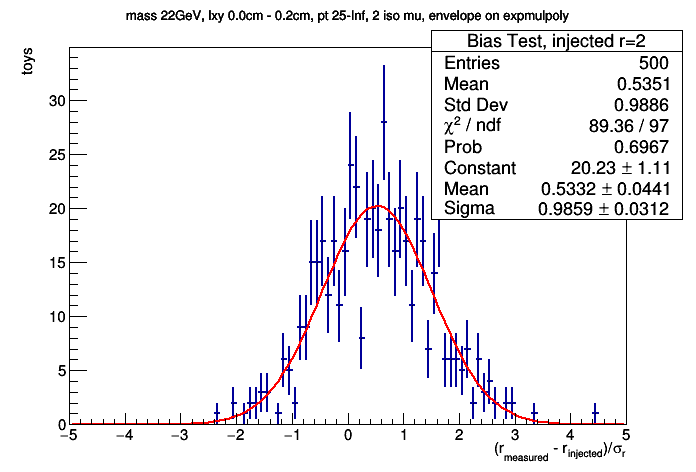 mass 22GeV, lxy 0.0cm - 0.2cm, pt 25-Inf, 2 iso mu, envelope on expmulpoly
Bias Test, injected r=2
Entries 500
Mean 0.5351
Std Dev 0.9886
χ² / ndf 89.36 / 97
Prob 0.6967
Constant 20.23 ± 1.11
Mean 0.5332 ± 0.0441
Sigma 0.9859 ± 0.0312
toys
30
25
20
15
10
5
0
−5 −4 −3 −2 −1 0 1 2 3 4 5
(r_measured - r_injected)/σ_r